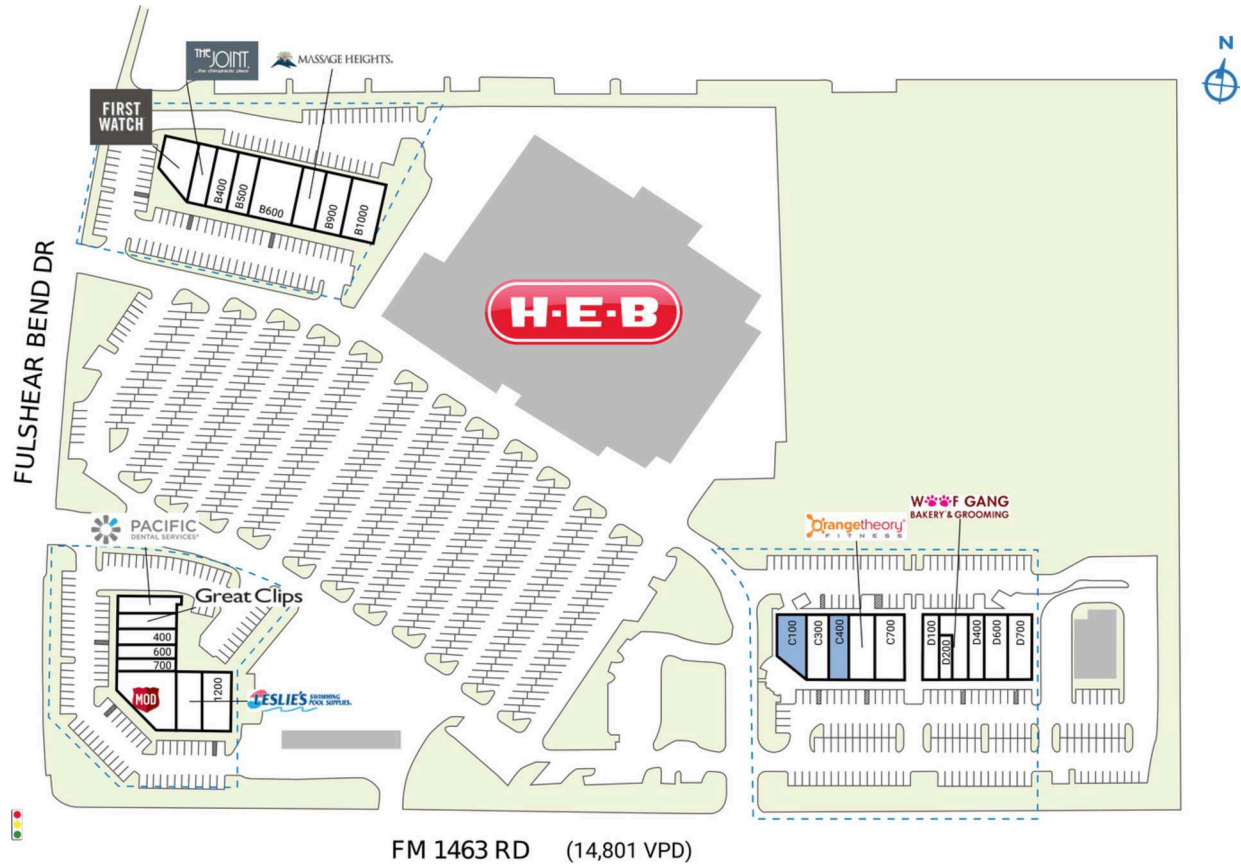 N
THE JOINT
...the chiropractic place
MASSAGE HEIGHTS.
FIRST
WATCH
B400
B500
B600
B900
B1000
FULSHEAR BEND DR
H-E-B
PACIFIC
DENTAL SERVICES
Great Clips
400
600
700
MOD
1200
LESLIE'S SWIMMING
POOL SUPPLIES.
Orangetheory
FITNESS
WOOF GANG
BAKERY & GROOMING
C100
C300
C400
C700
D100
D200
D400
D600
D700
FM 1463 RD (14,801 VPD)